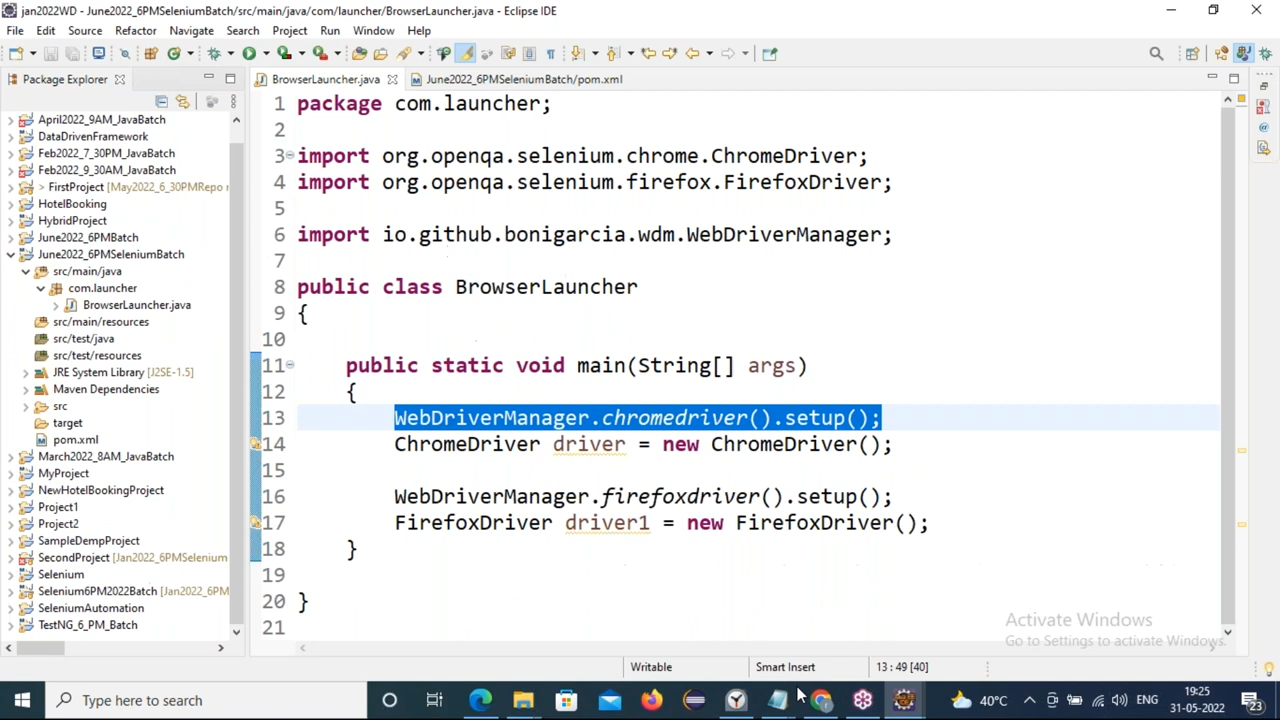 jan2022WD - June2022_6PMSeleniumBatch/src/main/java/com/launcher/BrowserLauncher.java - Eclipse IDE
File Edit Source Refactor Navigate Search Project Run Window Help
Package Explorer
BrowserLauncher.java
June2022_6PMSeleniumBatch/pom.xml
April2022_9AM_JavaBatch
DataDrivenFramework
Feb2022_7_30PM_JavaBatch
Feb2022_9_30AM_JavaBatch
> FirstProject [May2022_6_30PMRepo
HotelBooking
HybridProject
June2022_6PMBatch
June2022_6PMSeleniumBatch
src/main/java
com.launcher
BrowserLauncher.java
src/main/resources
src/test/java
src/test/resources
JRE System Library [J2SE-1.5]
Maven Dependencies
src
target
pom.xml
March2022_8AM_JavaBatch
MyProject
NewHotelBookingProject
Project1
Project2
SampleDempProject
SecondProject [Jan2022_6PMSelenium
Selenium
Selenium6PM2022Batch [Jan2022_6PM
SeleniumAutomation
TestNG_6_PM_Batch
1 package com.launcher;
2
3 import org.openqa.selenium.chrome.ChromeDriver;
4 import org.openqa.selenium.firefox.FirefoxDriver;
5
6 import io.github.bonigarcia.wdm.WebDriverManager;
7
8 public class BrowserLauncher
9 {
10
11 public static void main(String[] args)
12 {
13 WebDriverManager.chromedriver().setup();
14 ChromeDriver driver = new ChromeDriver();
15
16 WebDriverManager.firefoxdriver().setup();
17 FirefoxDriver driver1 = new FirefoxDriver();
18 }
19
20 }
21
Activate Windows
Go to Settings to activate Windows.
Writable Smart Insert 13 : 49 [40]
Type here to search
40°C ENG 19:25
31-05-2022
23